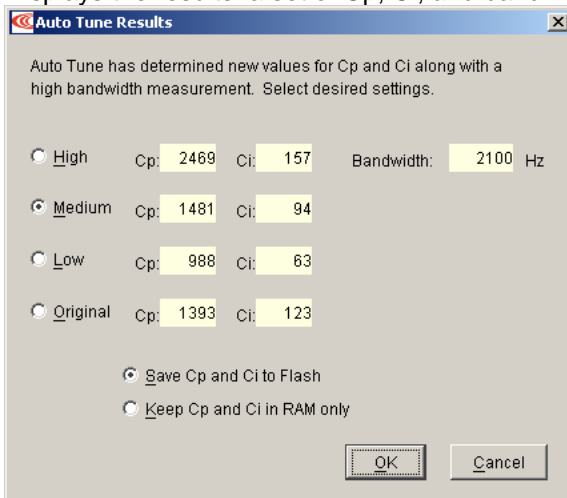 Auto Tune Results
Auto Tune has determined new values for Cp and Ci along with a
high bandwidth measurement. Select desired settings.
High Cp: 2469 Ci: 157 Bandwidth: 2100 Hz
Medium Cp: 1481 Ci: 94
Low Cp: 988 Ci: 63
Original Cp: 1393 Ci: 123
Save Cp and Ci to Flash
Keep Cp and Ci in RAM only
OK Cancel